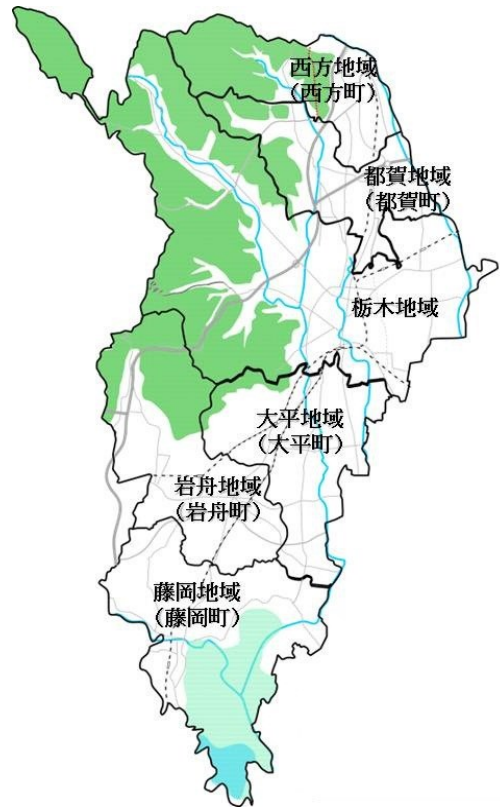 西方地域
(西方町)
都賀地域
(都賀町)
栃木地域
大平地域
(大平町)
岩舟地域
(岩舟町)
藤岡地域
(藤岡町)